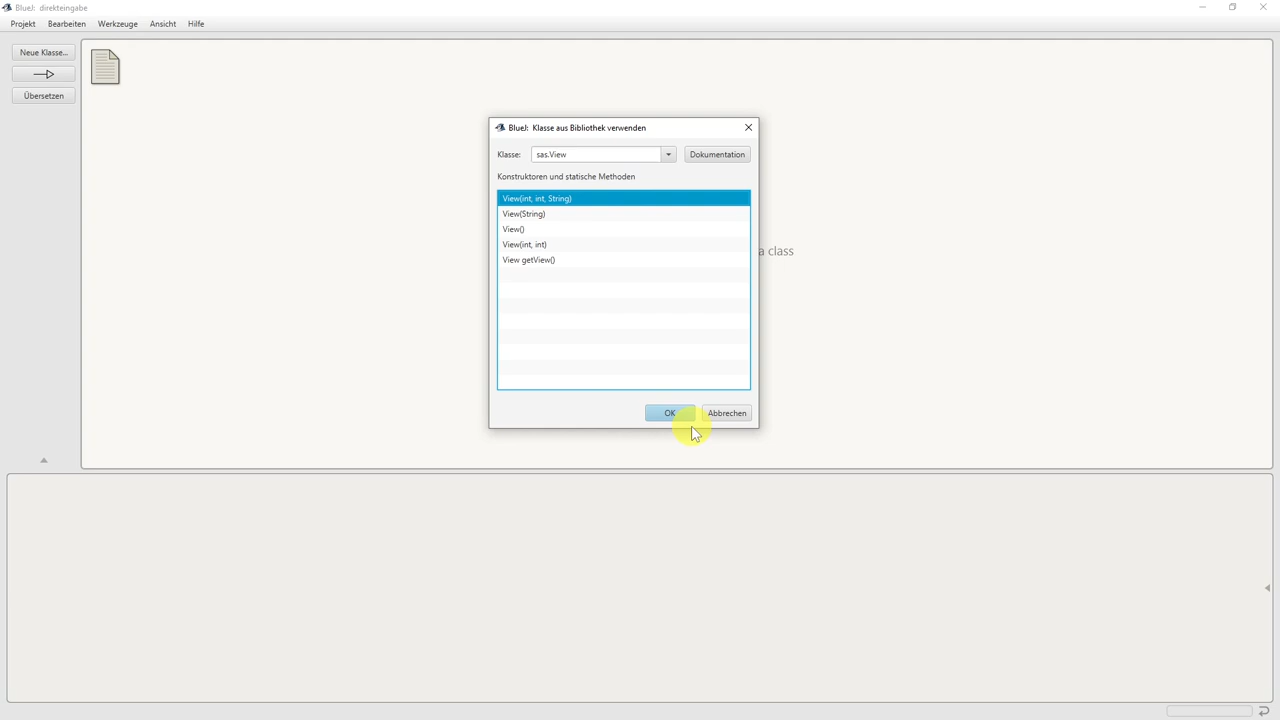 BlueJ: direkteingabe
Projekt Bearbeiten Werkzeuge Ansicht Hilfe
Neue Klasse...
Übersetzen
BlueJ: Klasse aus Bibliothek verwenden
Klasse: sas.View Dokumentation
Konstruktoren und statische Methoden
View(int, int, String)
View(String)
View()
View(int, int)
a class
View getView()
OK Abbrechen